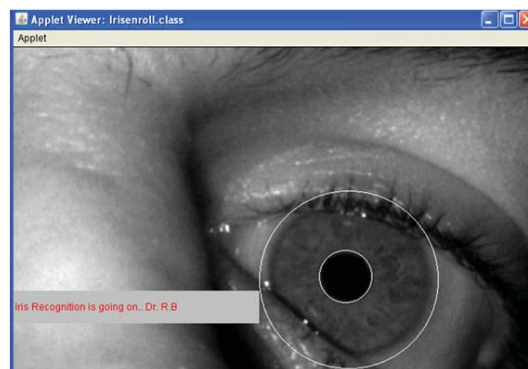 Applet Viewer: Irisenroll.class
Applet
Iris Recognition is going on.. Dr. R.B